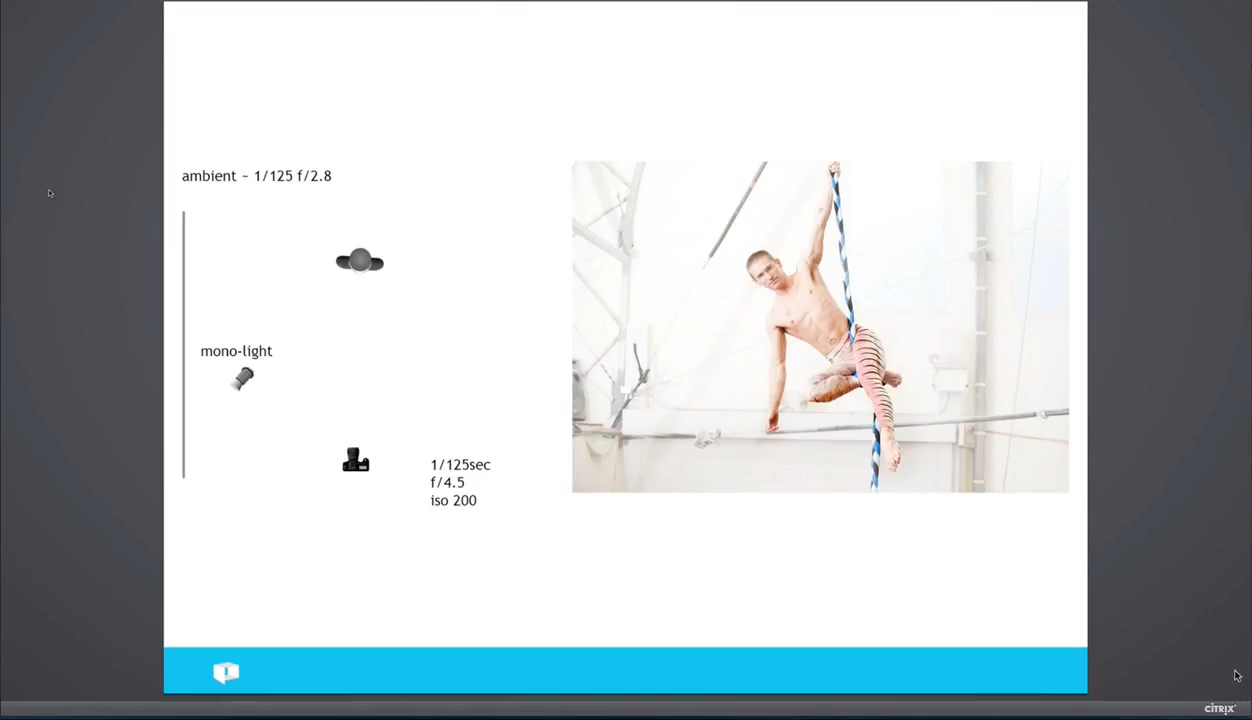 ambient ~ 1/125 f/2.8
mono-light
1/125sec
f/4.5
iso 200
CITRIX